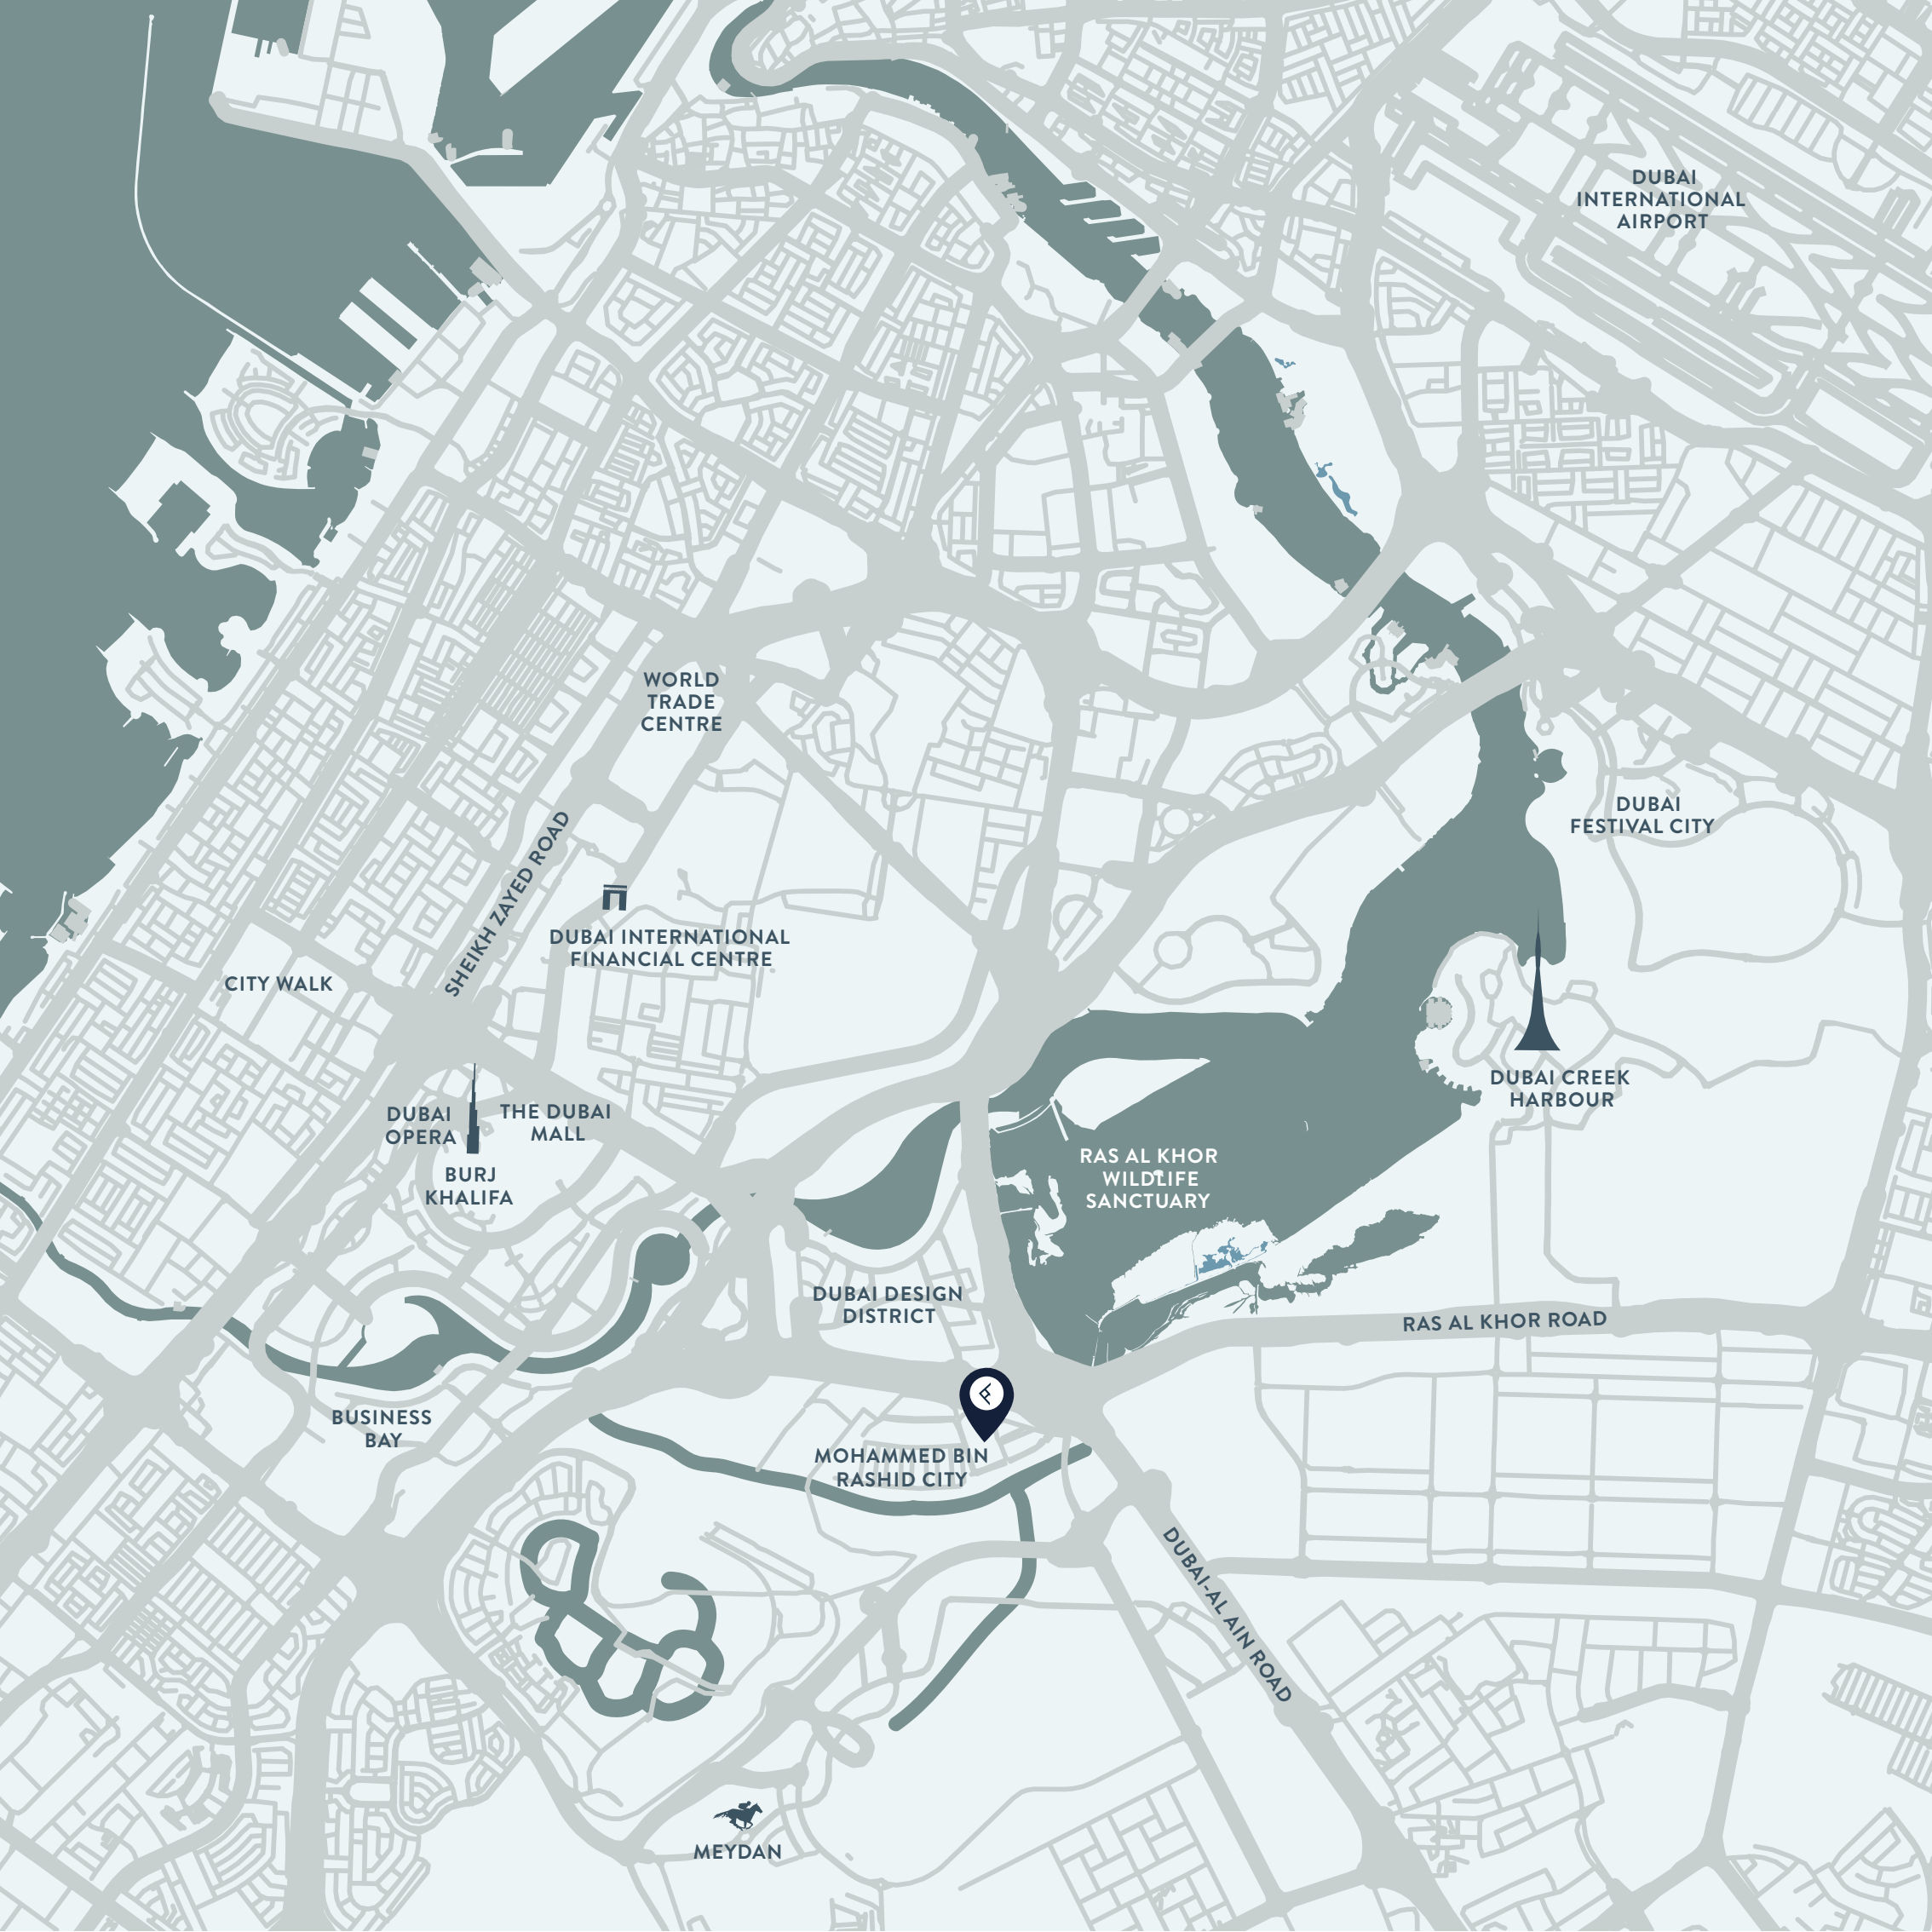 DUBAI
INTERNATIONAL
AIRPORT
WORLD
TRADE
CENTRE
DUBAI
FESTIVAL CITY
SHEIKH ZAYED ROAD
DUBAI INTERNATIONAL
FINANCIAL CENTRE
CITY WALK
DUBAI CREEK
HARBOUR
DUBAI
OPERA
THE DUBAI
MALL
BURJ
KHALIFA
RAS AL KHOR
WILDLIFE
SANCTUARY
DUBAI DESIGN
DISTRICT
RAS AL KHOR ROAD
BUSINESS
BAY
MOHAMMED BIN
RASHID CITY
DUBAI-AL AIN ROAD
MEYDAN